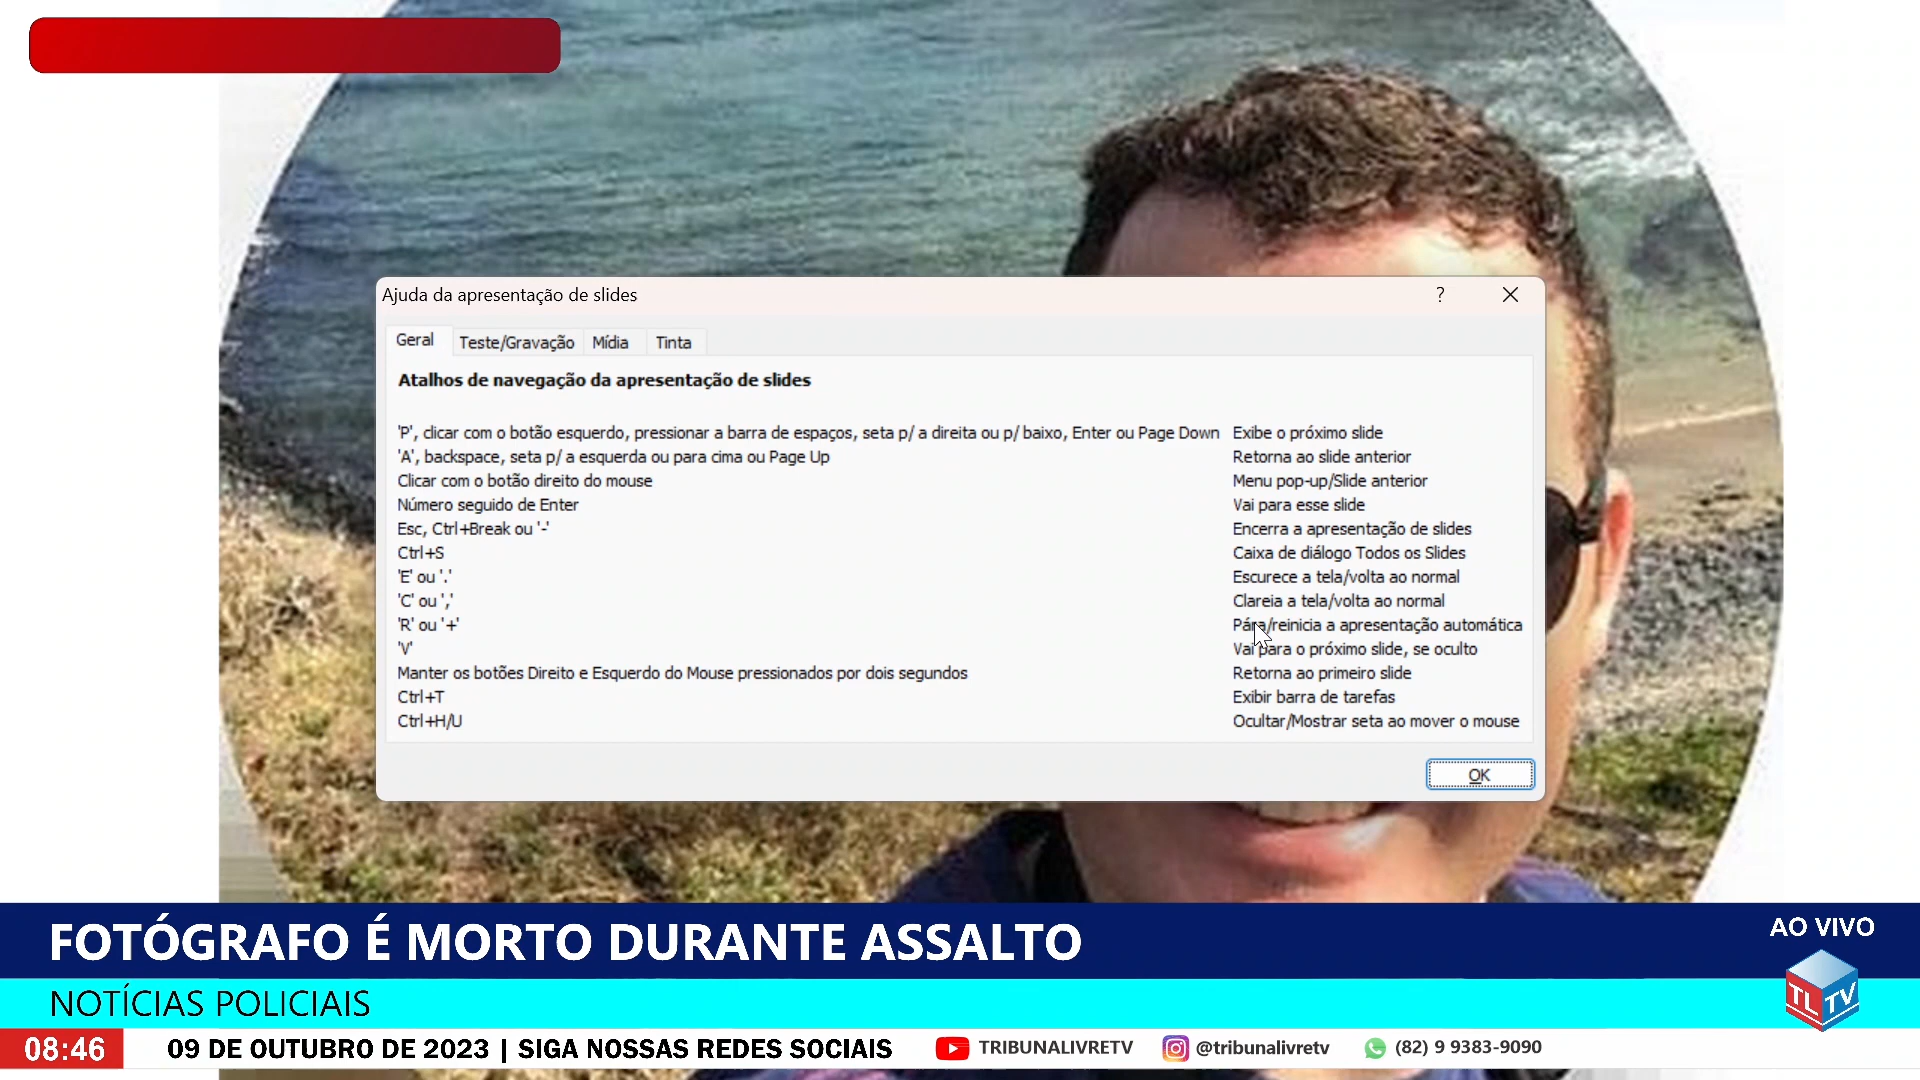 Ajuda da apresentação de slides ?
Geral Teste/Gravação Mídia Tinta
Atalhos de navegação da apresentação de slides
'P', clicar com o botão esquerdo, pressionar a barra de espaços, seta p/ a direita ou p/ baixo, Enter ou Page Down Exibe o próximo slide
'A', backspace, seta p/ a esquerda ou para cima ou Page Up Retorna ao slide anterior
Clicar com o botão direito do mouse Menu pop-up/Slide anterior
Número seguido de Enter Vai para esse slide
Esc, Ctrl+Break ou '-' Encerra a apresentação de slides
Ctrl+S Caixa de diálogo Todos os Slides
'E' ou '.' Escurece a tela/volta ao normal
'C' ou ',' Clareia a tela/volta ao normal
'R' ou '+' Pára/reinicia a apresentação automática
'V' Vai para o próximo slide, se oculto
Manter os botões Direito e Esquerdo do Mouse pressionados por dois segundos Retorna ao primeiro slide
Ctrl+T Exibir barra de tarefas
Ctrl+H/U Ocultar/Mostrar seta ao mover o mouse
OK
FOTÓGRAFO É MORTO DURANTE ASSALTO
AO VIVO
NOTÍCIAS POLICIAIS
TL TV
08:46 09 DE OUTUBRO DE 2023 | SIGA NOSSAS REDES SOCIAIS TRIBUNALIVRETV @tribunalivretv (82) 9 9383-9090